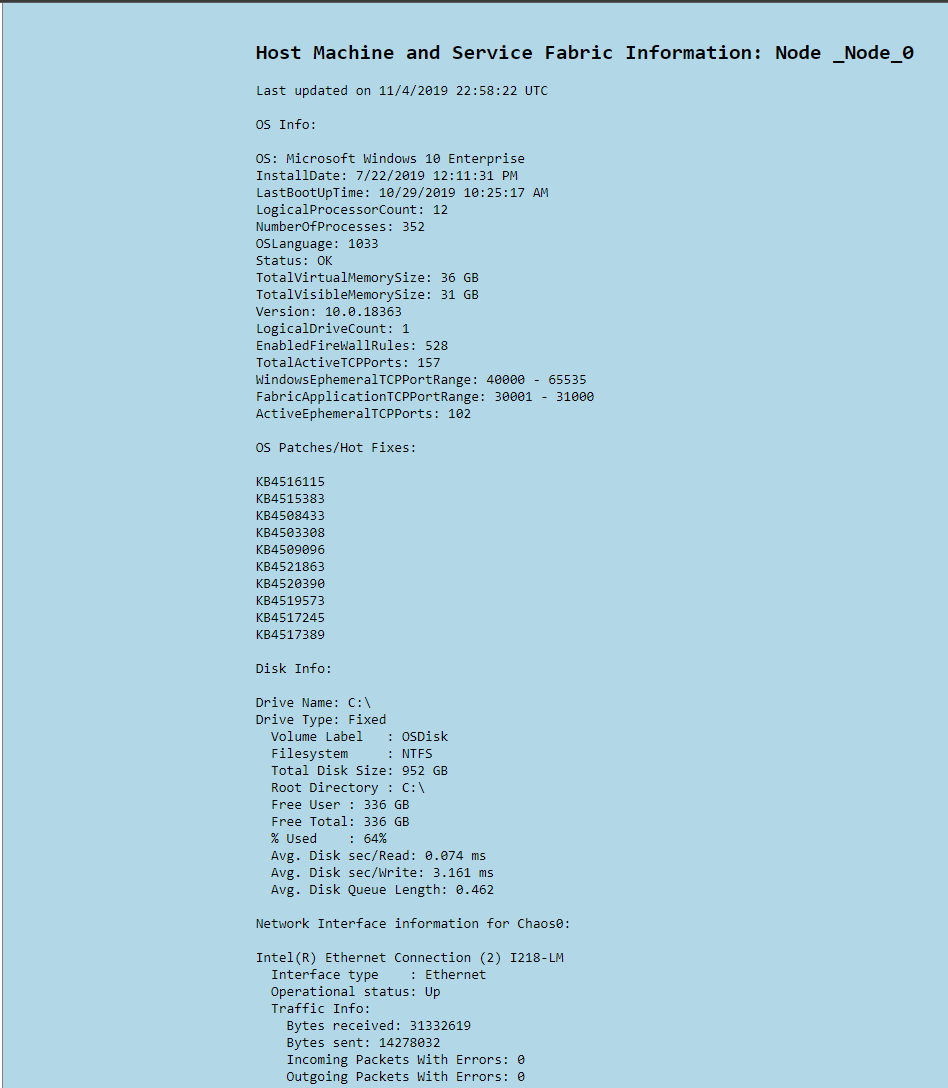 Host Machine and Service Fabric Information: Node _Node_0
Last updated on 11/4/2019 22:58:22 UTC
OS Info:
OS: Microsoft Windows 10 Enterprise
InstallDate: 7/22/2019 12:11:31 PM
LastBootUpTime: 10/29/2019 10:25:17 AM
LogicalProcessorCount: 12
NumberOfProcesses: 352
OSLanguage: 1033
Status: OK
TotalVirtualMemorySize: 36 GB
TotalVisibleMemorySize: 31 GB
Version: 10.0.18363
LogicalDriveCount: 1
EnabledFireWallRules: 528
TotalActiveTCPPorts: 157
WindowsEphemeralTCPPortRange: 40000 - 65535
FabricApplicationTCPPortRange: 30001 - 31000
ActiveEphemeralTCPPorts: 102
OS Patches/Hot Fixes:
KB4516115
KB4515383
KB4508433
KB4503308
KB4509096
KB4521863
KB4520390
KB4519573
KB4517245
KB4517389
Disk Info:
Drive Name: C:\
Drive Type: Fixed
  Volume Label   : OSDisk
  Filesystem     : NTFS
  Total Disk Size: 952 GB
  Root Directory : C:\
  Free User : 336 GB
  Free Total: 336 GB
  % Used    : 64%
  Avg. Disk sec/Read: 0.074 ms
  Avg. Disk sec/Write: 3.161 ms
  Avg. Disk Queue Length: 0.462
Network Interface information for Chaos0:
Intel(R) Ethernet Connection (2) I218-LM
  Interface type    : Ethernet
  Operational status: Up
  Traffic Info:
    Bytes received: 31332619
    Bytes sent: 14278032
    Incoming Packets With Errors: 0
    Outgoing Packets With Errors: 0